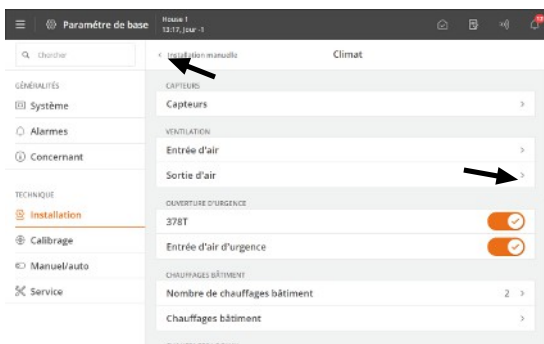 Paramétre de base
House 1
12:17, Jour -1
Chercher
Installation manuelle
Climat
GÉNÉRALITÉS
Système
Alarmes
Concernant
TECHNIQUE
Installation
Calibrage
Manuel/auto
Service
CAPTEURS
Capteurs
VENTILATION
Entrée d'air
Sortie d'air
OUVERTURE D'URGENCE
378T
Entrée d'air d'urgence
CHAUFFAGES BÂTIMENT
Nombre de chauffages bâtiment 2
Chauffages bâtiment